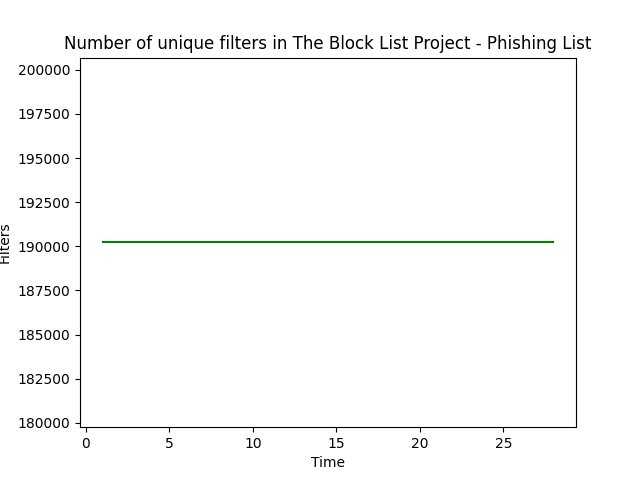 Number of unique filters in The Block List Project - Phishing List
200000
197500
195000
192500
190000
187500
185000
182500
180000
Filters
0 5 10 15 20 25
Time